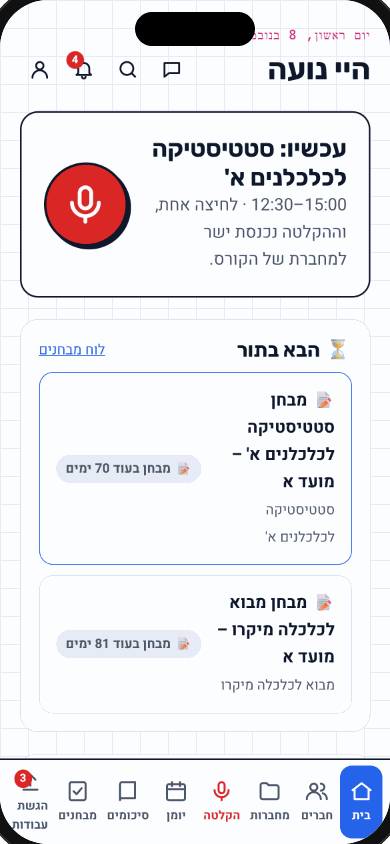 יום ראשון, 8
היי נועה
4
עכשיו: סטטיסטיקה
לכלכלנים א'
12:30–15:00 · לחיצה אחת,
וההקלטה נכנסת ישר
למחברת של הקורס.
הבא בתור
לוח מבחנים
מבחן
סטטיסטיקה
לכלכלנים א' –
מועד א
סטטיסטיקה
לכלכלנים א'
מבחן בעוד 70 ימים
מבחן מבוא
לכלכלה מיקרו –
מועד א
מבוא לכלכלה מיקרו
מבחן בעוד 81 ימים
בית
חברים
מחברות
הקלטה
יומן
סיכומים
מבחנים
3
הגשת
עבודות